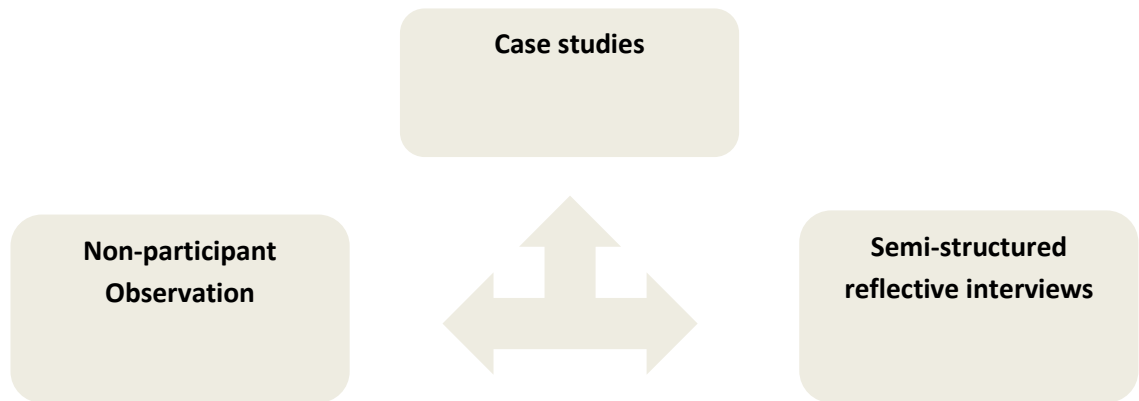 Case studies
Non-participant
Observation
Semi-structured
reflective interviews